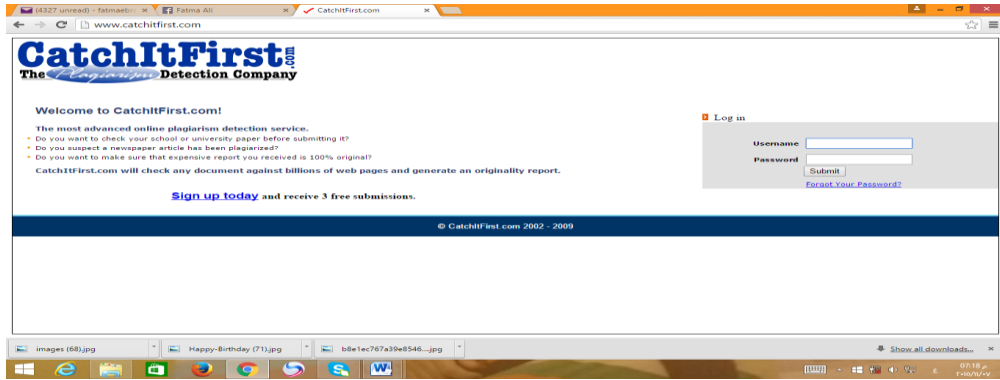 (4327 unread) - fatmaebr
Fatma Ali
CatchItFirst.com
www.catchitfirst.com
CatchItFirst.com
The Plagiarism Detection Company
Welcome to CatchItFirst.com!
The most advanced online plagiarism detection service.
Do you want to check your school or university paper before submitting it?
Do you suspect a newspaper article has been plagiarized?
Do you want to make sure that expensive report you received is 100% original?
CatchItFirst.com will check any document against billions of web pages and generate an originality report.
Sign up today and receive 3 free submissions.
Log in
Username
Password
Submit
Forgot Your Password?
© CatchItFirst.com 2002 - 2009
images (68).jpg
Happy-Birthday (71).jpg
b8e1ec767a39e8546....jpg
Show all downloads...
07:18 م